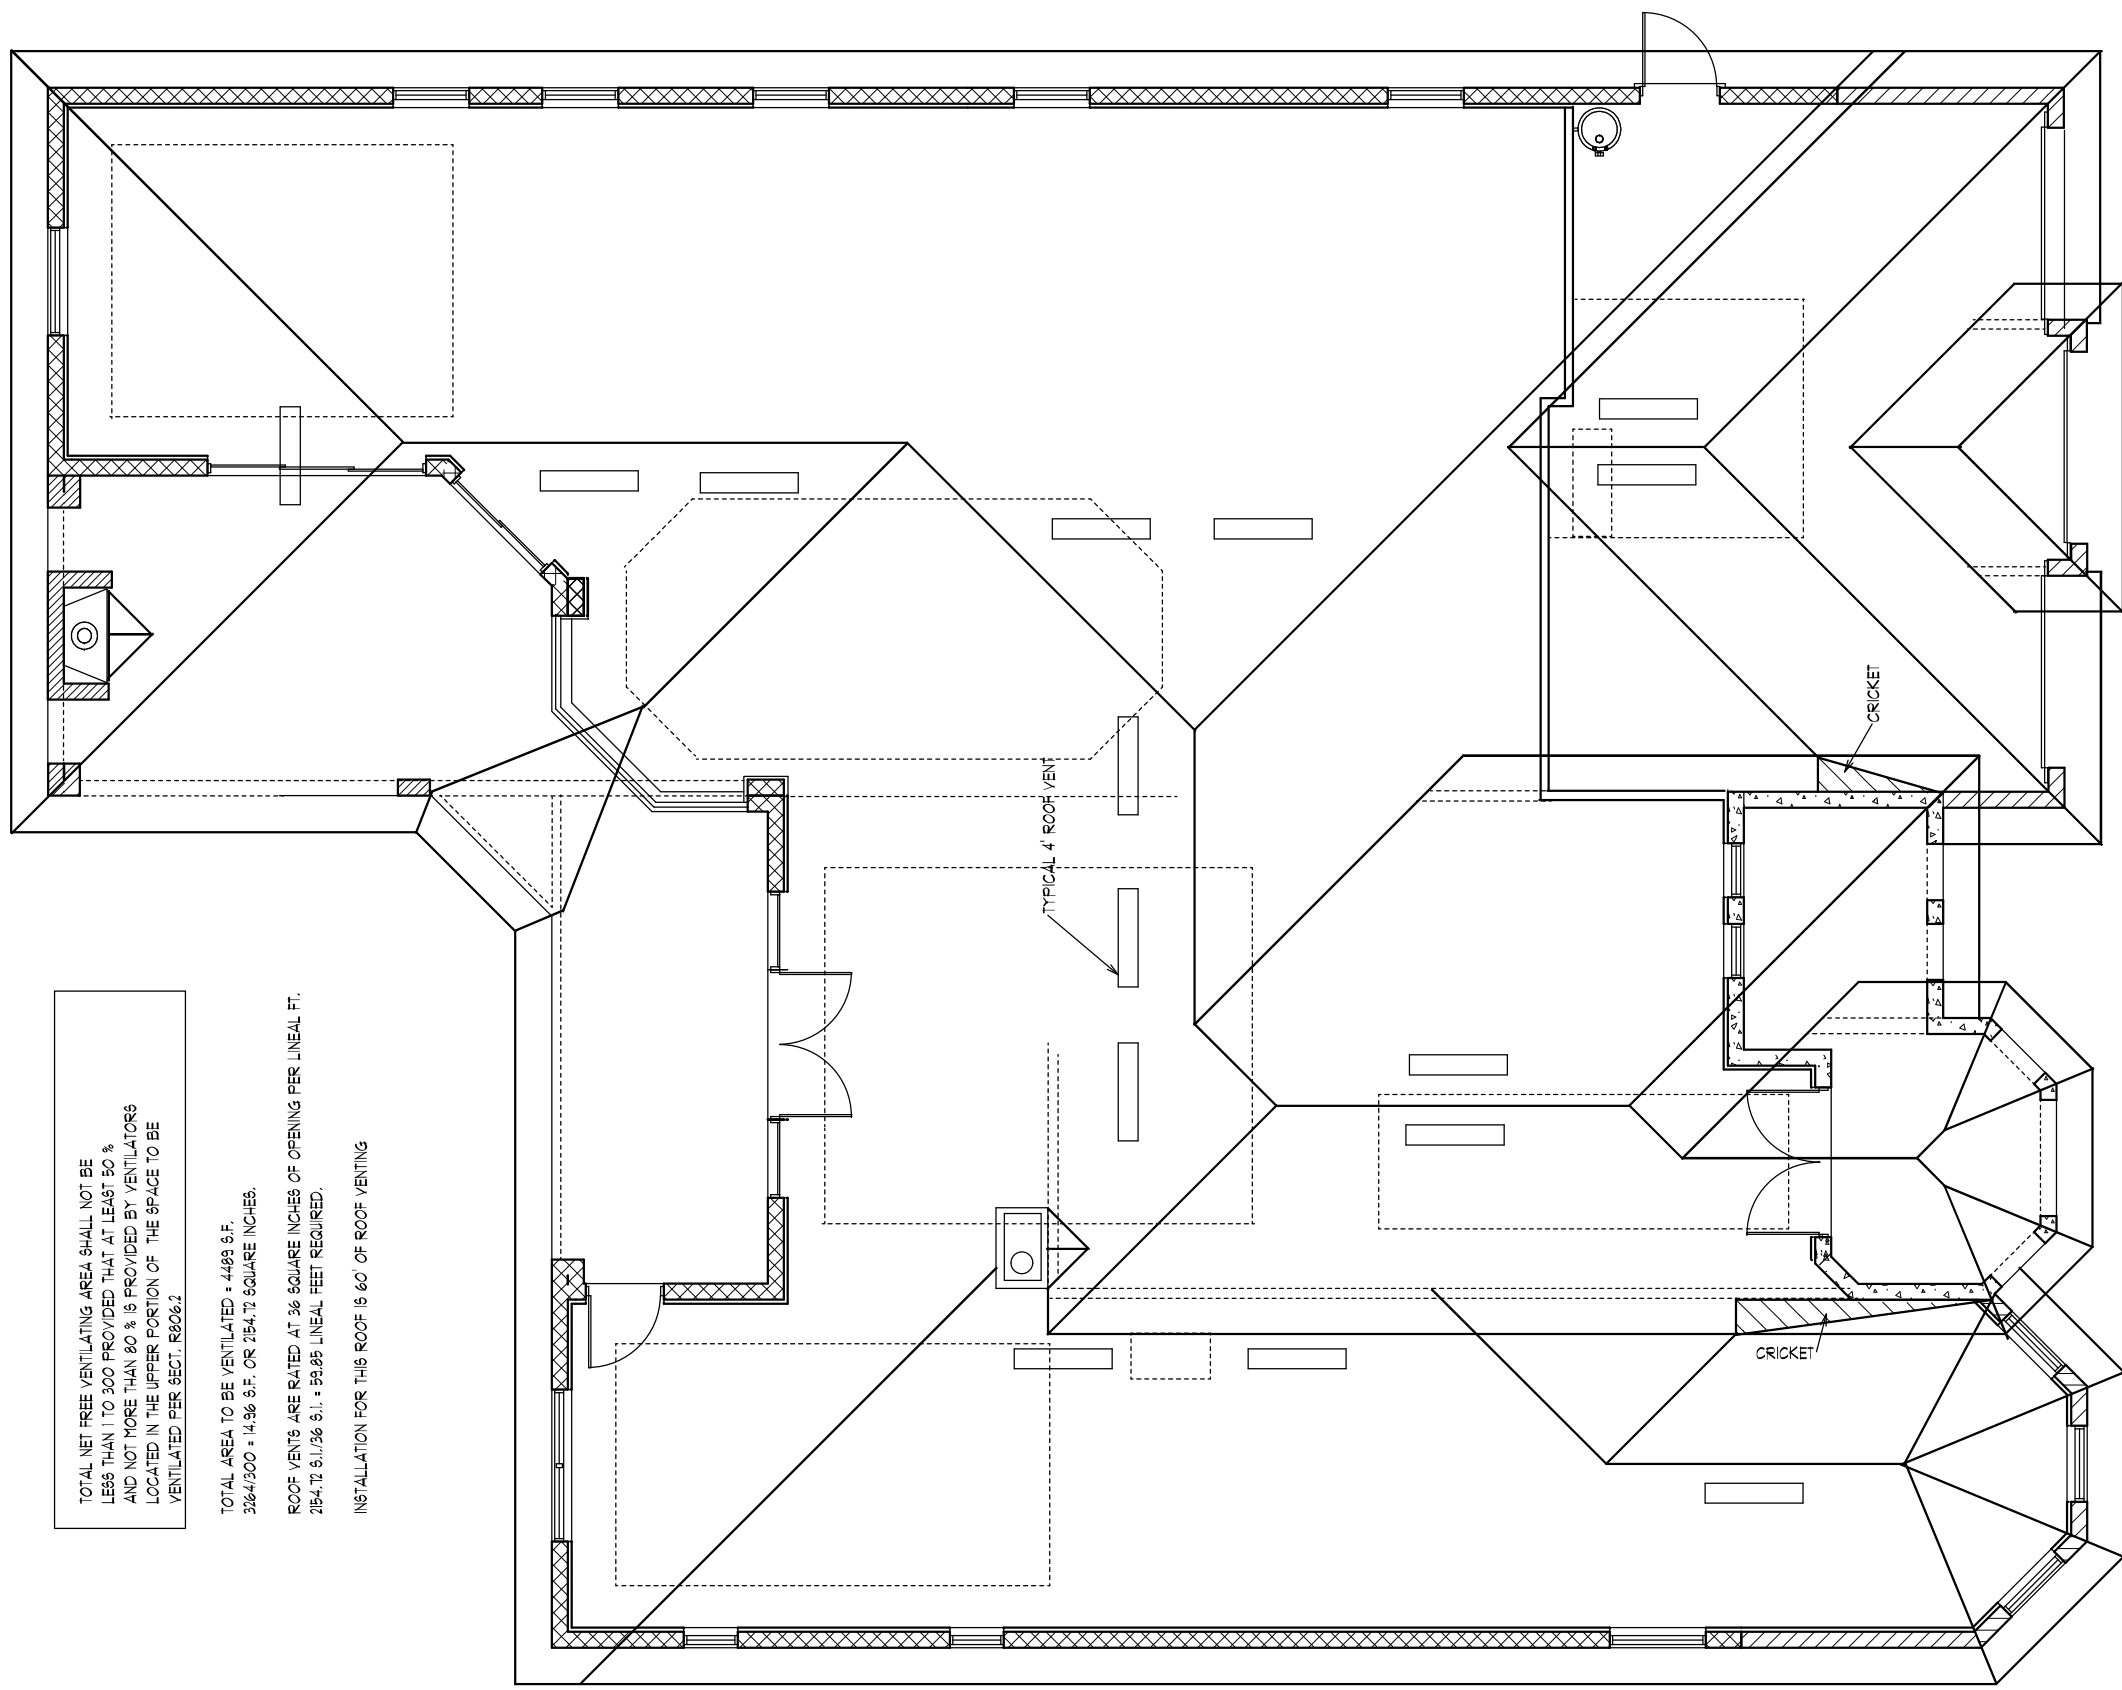 TOTAL NET FREE VENTILATING AREA SHALL NOT BE
LESS THAN 1 TO 300 PROVIDED THAT AT LEAST 50 %
AND NOT MORE THAN 80 % IS PROVIDED BY VENTILATORS
LOCATED IN THE UPPER PORTION OF THE SPACE TO BE
VENTILATED PER SECT. R806.2
TOTAL AREA TO BE VENTILATED = 4489 S.F.
3264/300 = 14.96 S.F. OR 2154.72 SQUARE INCHES.
ROOF VENTS ARE RATED AT 36 SQUARE INCHES OF OPENING PER LINEAL FT.
2154.72 S.I./36 S.I. = 59.85 LINEAL FEET REQUIRED.
INSTALLATION FOR THIS ROOF IS 60' OF ROOF VENTING
TYPICAL 4' ROOF VENT
CRICKET
CRICKET